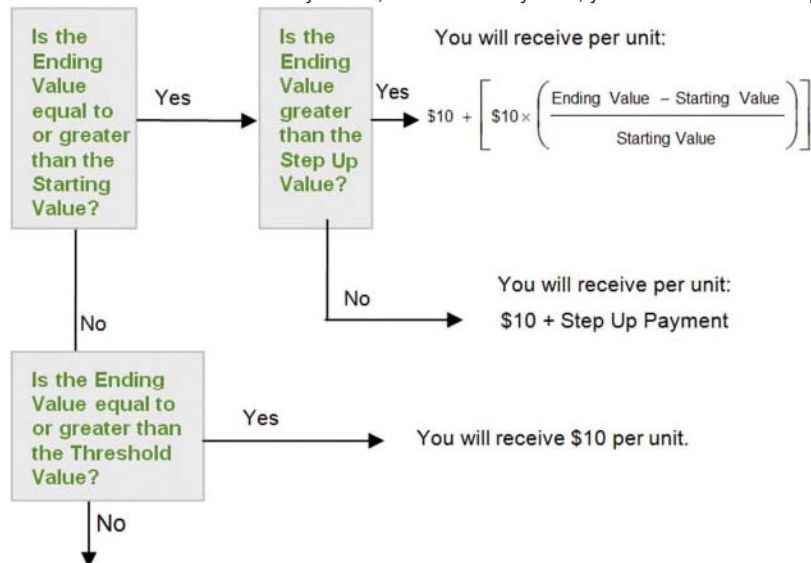 Is the
Ending
Value
equal to
or greater
than the
Starting
Value?
Yes
Is the
Ending
Value
greater
than the
Step Up
Value?
Yes
You will receive per unit:
$10 + [ $10 × ( Ending Value – Starting Value
Starting Value ) ]
No
You will receive per unit:
$10 + Step Up Payment
No
Is the Ending
Value equal to
or greater than
the Threshold
Value?
Yes
You will receive $10 per unit.
No